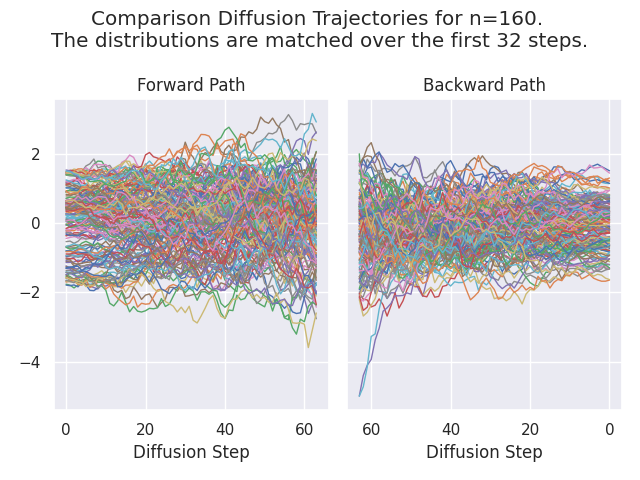 Comparison Diffusion Trajectories for n=160.
The distributions are matched over the first 32 steps.
Forward Path
Backward Path
2
0
−2
−4
0 20 40 60
60 40 20 0
Diffusion Step
Diffusion Step